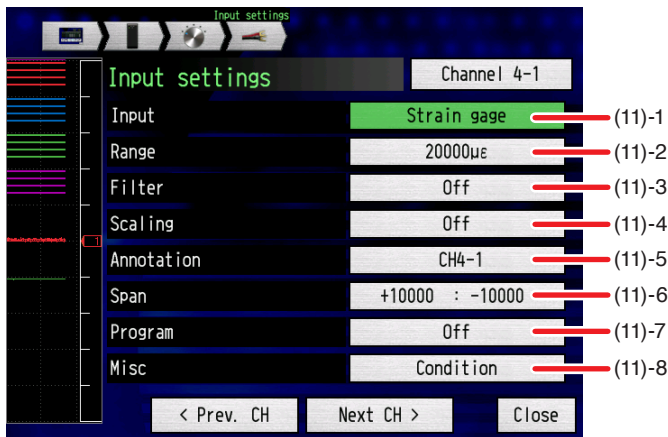 Input settings
Input settings Channel 4-1
Input Strain gage (11)-1
Range 20000με (11)-2
Filter Off (11)-3
Scaling Off (11)-4
1
Annotation CH4-1 (11)-5
Span +10000 : -10000 (11)-6
Program Off (11)-7
Misc Condition (11)-8
< Prev. CH Next CH > Close